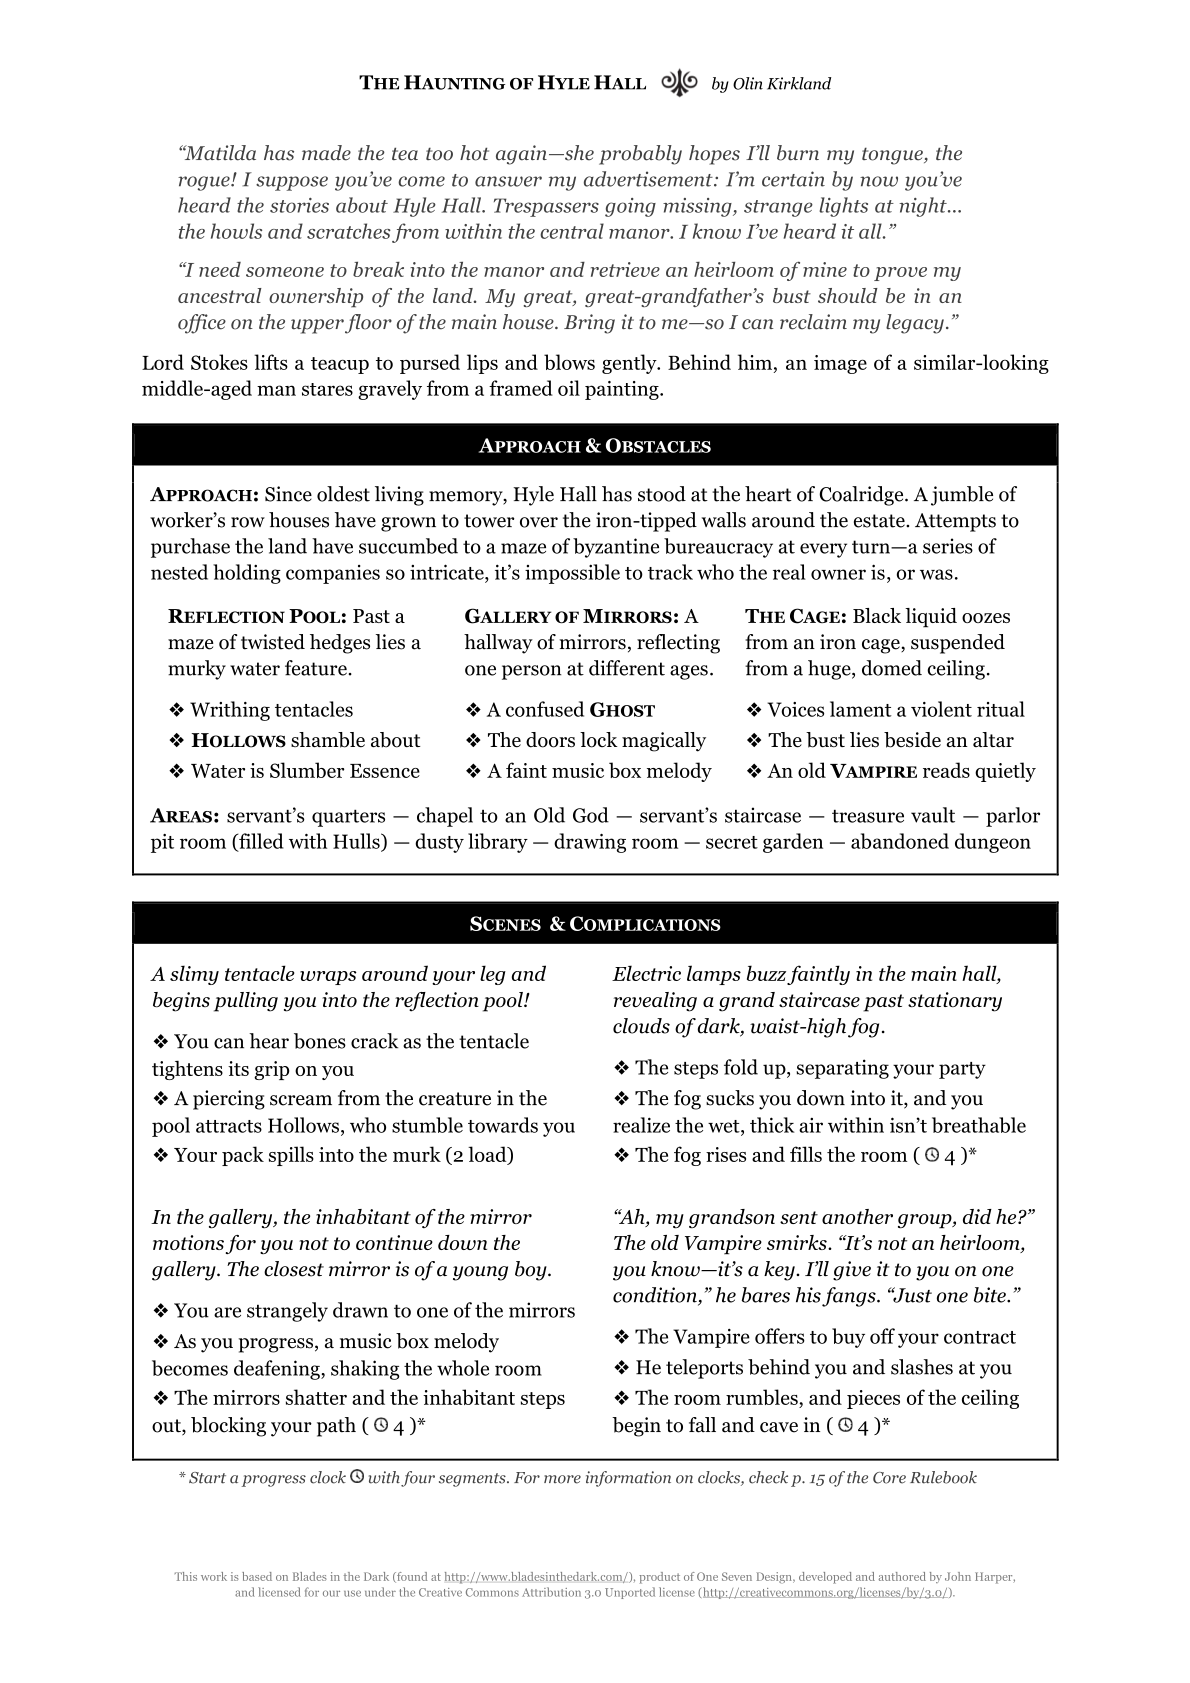 THE HAUNTING OF HYLE HALL by Olin Kirkland
“Matilda has made the tea too hot again—she probably hopes I’ll burn my tongue, the
rogue! I suppose you’ve come to answer my advertisement: I’m certain by now you’ve
heard the stories about Hyle Hall. Trespassers going missing, strange lights at night...
the howls and scratches from within the central manor. I know I’ve heard it all.”
“I need someone to break into the manor and retrieve an heirloom of mine to prove my
ancestral ownership of the land. My great, great-grandfather’s bust should be in an
office on the upper floor of the main house. Bring it to me—so I can reclaim my legacy.”
Lord Stokes lifts a teacup to pursed lips and blows gently. Behind him, an image of a similar-looking
middle-aged man stares gravely from a framed oil painting.
APPROACH & OBSTACLES
APPROACH: Since oldest living memory, Hyle Hall has stood at the heart of Coalridge. A jumble of
worker’s row houses have grown to tower over the iron-tipped walls around the estate. Attempts to
purchase the land have succumbed to a maze of byzantine bureaucracy at every turn—a series of
nested holding companies so intricate, it’s impossible to track who the real owner is, or was.
REFLECTION POOL: Past a
maze of twisted hedges lies a
murky water feature.
❖ Writhing tentacles
❖ HOLLOWS shamble about
❖ Water is Slumber Essence
GALLERY OF MIRRORS: A
hallway of mirrors, reflecting
one person at different ages.
❖ A confused GHOST
❖ The doors lock magically
❖ A faint music box melody
THE CAGE: Black liquid oozes
from an iron cage, suspended
from a huge, domed ceiling.
❖ Voices lament a violent ritual
❖ The bust lies beside an altar
❖ An old VAMPIRE reads quietly
AREAS: servant’s quarters — chapel to an Old God — servant’s staircase — treasure vault — parlor
pit room (filled with Hulls) — dusty library — drawing room — secret garden — abandoned dungeon
SCENES & COMPLICATIONS
A slimy tentacle wraps around your leg and
begins pulling you into the reflection pool!
❖ You can hear bones crack as the tentacle
tightens its grip on you
❖ A piercing scream from the creature in the
pool attracts Hollows, who stumble towards you
❖ Your pack spills into the murk (2 load)
Electric lamps buzz faintly in the main hall,
revealing a grand staircase past stationary
clouds of dark, waist-high fog.
❖ The steps fold up, separating your party
❖ The fog sucks you down into it, and you
realize the wet, thick air within isn’t breathable
❖ The fog rises and fills the room ( 🕓 4 )*
In the gallery, the inhabitant of the mirror
motions for you not to continue down the
gallery. The closest mirror is of a young boy.
❖ You are strangely drawn to one of the mirrors
❖ As you progress, a music box melody
becomes deafening, shaking the whole room
❖ The mirrors shatter and the inhabitant steps
out, blocking your path ( 🕓 4 )*
“Ah, my grandson sent another group, did he?”
The old Vampire smirks. “It’s not an heirloom,
you know—it’s a key. I’ll give it to you on one
condition,” he bares his fangs. “Just one bite.”
❖ The Vampire offers to buy off your contract
❖ He teleports behind you and slashes at you
❖ The room rumbles, and pieces of the ceiling
begin to fall and cave in ( 🕓 4 )*
* Start a progress clock 🕓 with four segments. For more information on clocks, check p. 15 of the Core Rulebook
This work is based on Blades in the Dark (found at http://www.bladesinthedark.com/), product of One Seven Design, developed and authored by John Harper,
and licensed for our use under the Creative Commons Attribution 3.0 Unported license (http://creativecommons.org/licenses/by/3.0/).